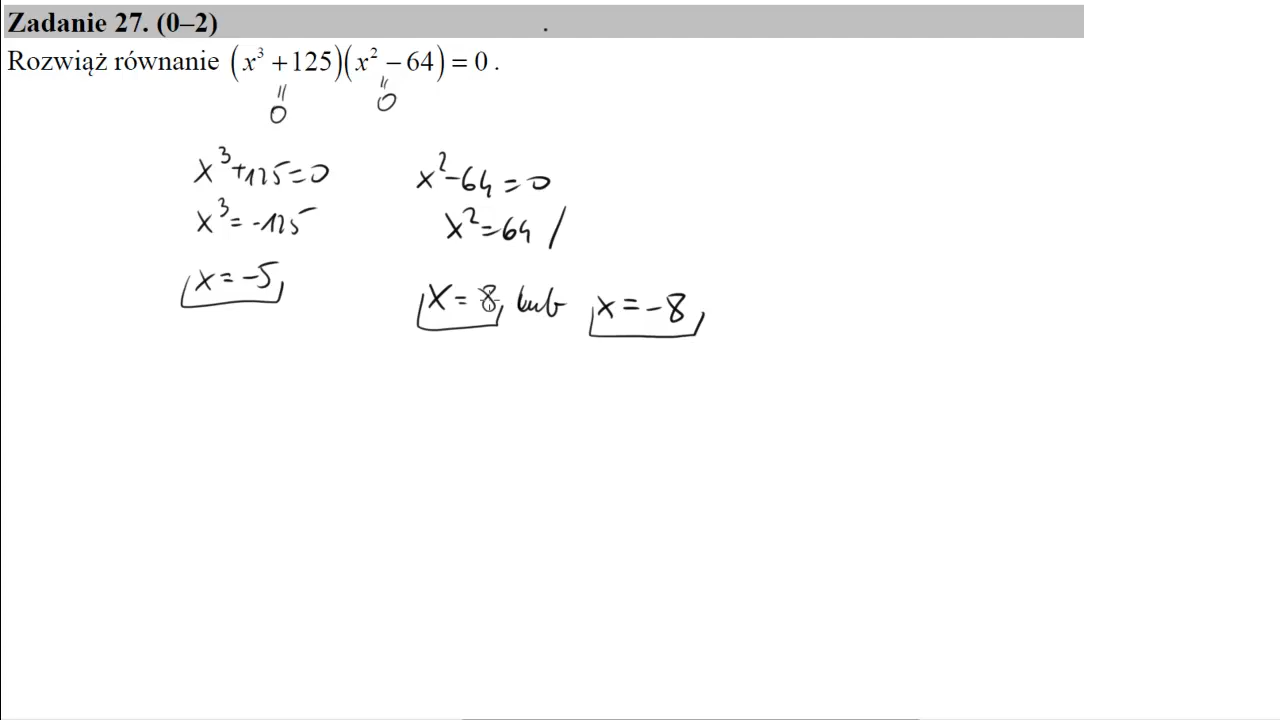 Zadanie 27. (0–2)
Rozwiąż równanie (x³ + 125)(x² − 64) = 0 .
= 0 = 0
x³+125=0 x²-64=0
x³=-125 x²=64 /
x=-5 x=8 lub x=-8